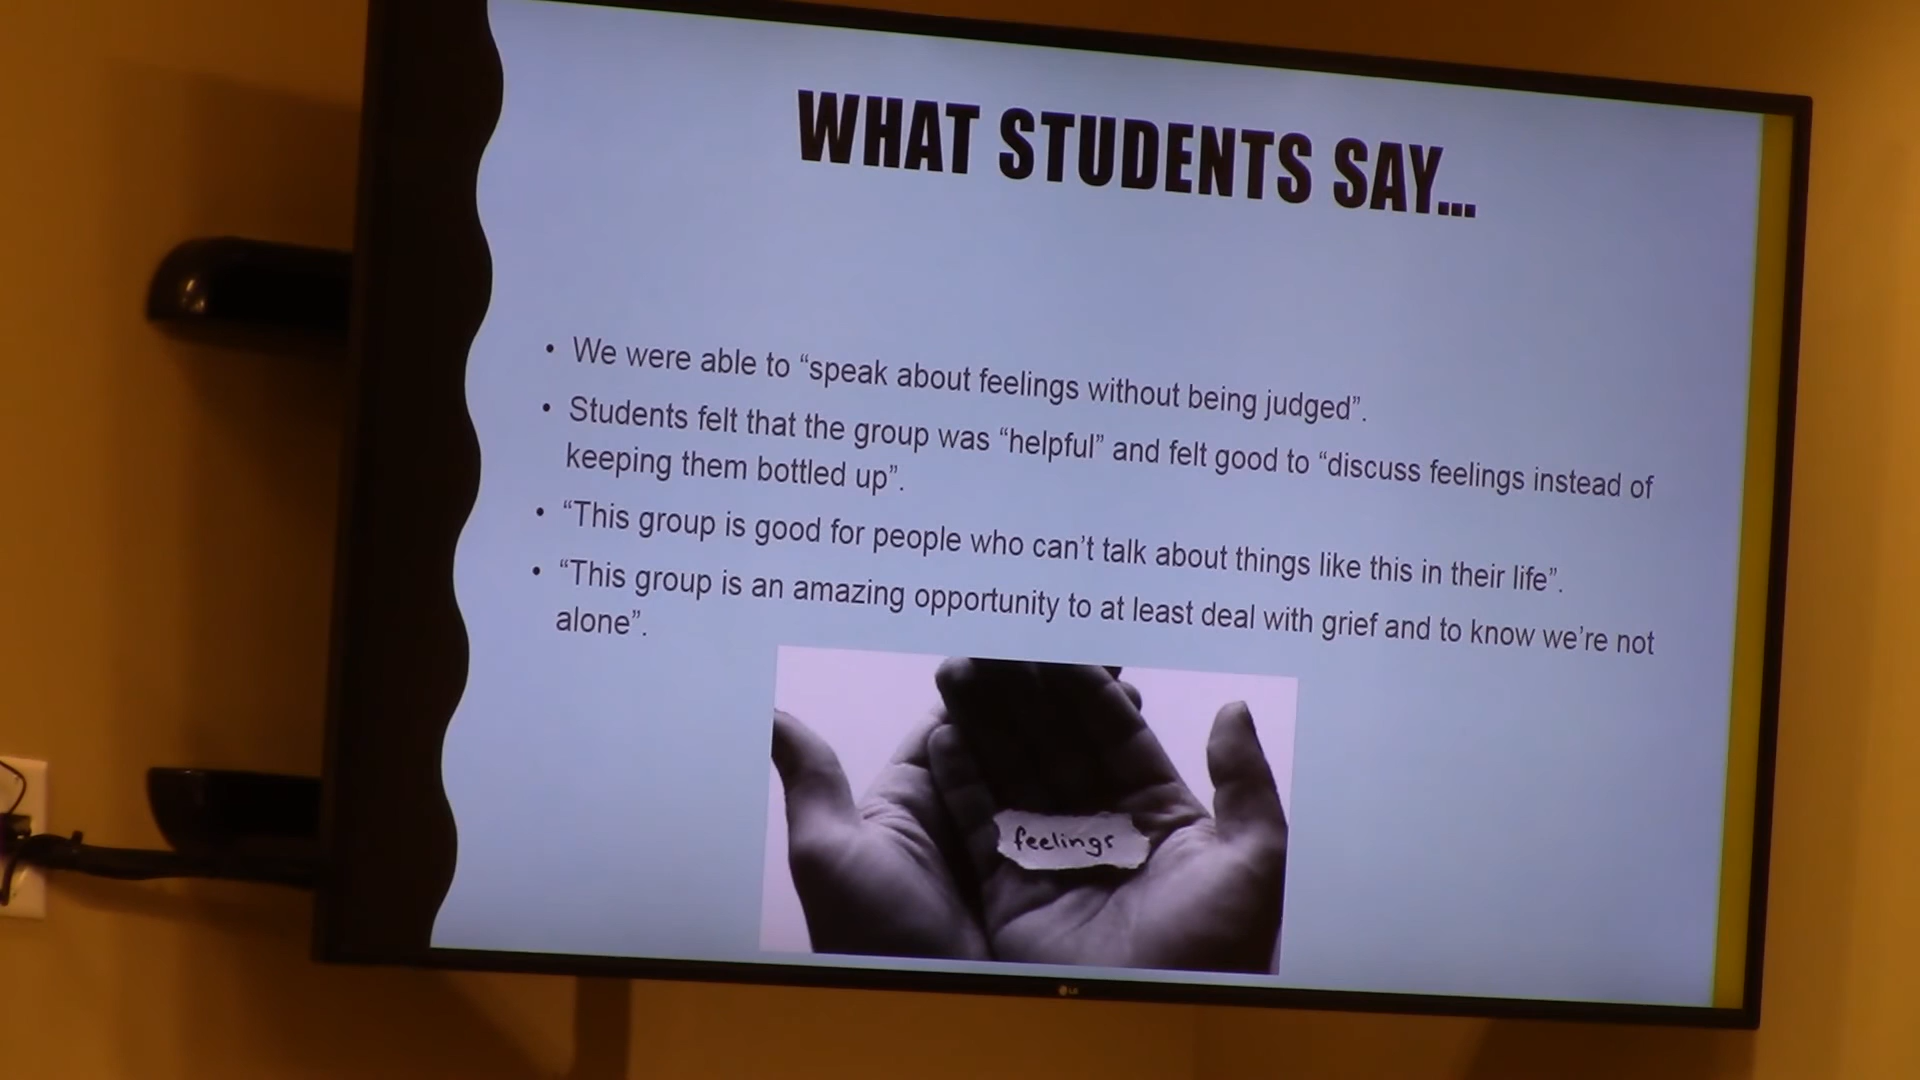 WHAT STUDENTS SAY...
• We were able to “speak about feelings without being judged”.
• Students felt that the group was “helpful” and felt good to “discuss feelings instead of
keeping them bottled up”.
• “This group is good for people who can’t talk about things like this in their life”.
• “This group is an amazing opportunity to at least deal with grief and to know we’re not
alone”.
feelings
LG